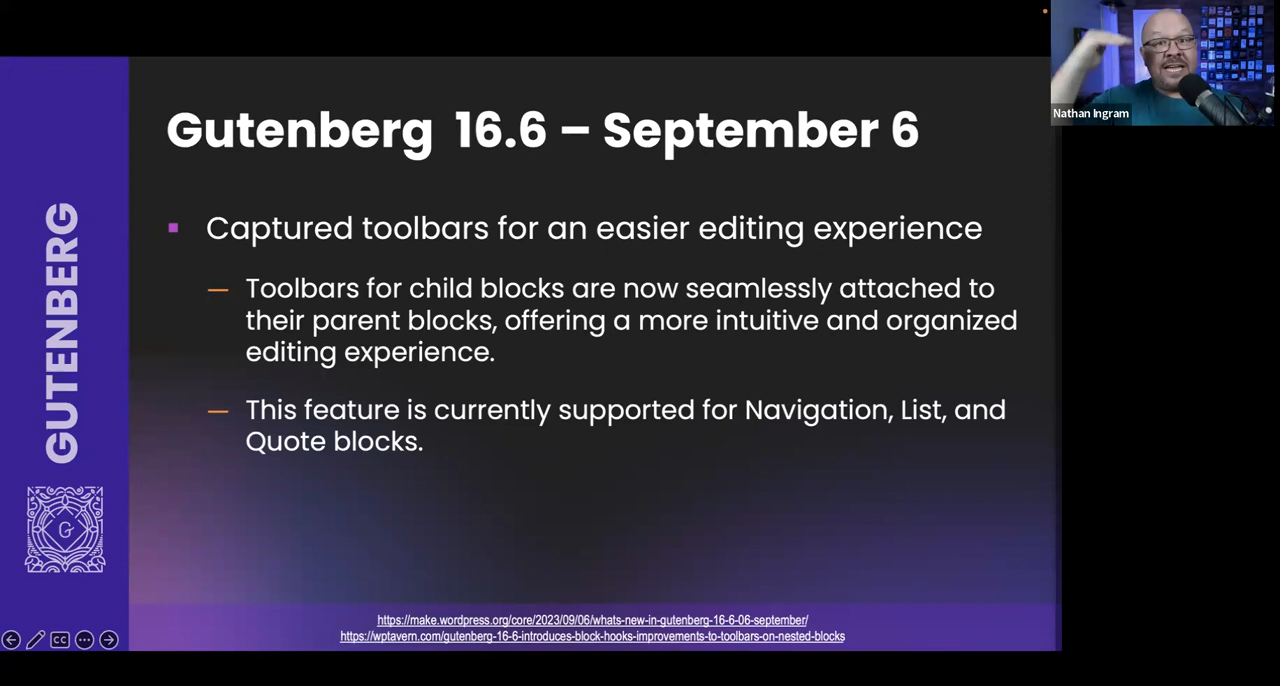 Nathan Ingram
Gutenberg 16.6 – September 6
GUTENBERG
Captured toolbars for an easier editing experience
— Toolbars for child blocks are now seamlessly attached to
their parent blocks, offering a more intuitive and organized
editing experience.
— This feature is currently supported for Navigation, List, and
Quote blocks.
G
https://make.wordpress.org/core/2023/09/06/whats-new-in-gutenberg-16-6-06-september/
https://wptavern.com/gutenberg-16-6-introduces-block-hooks-improvements-to-toolbars-on-nested-blocks
CC